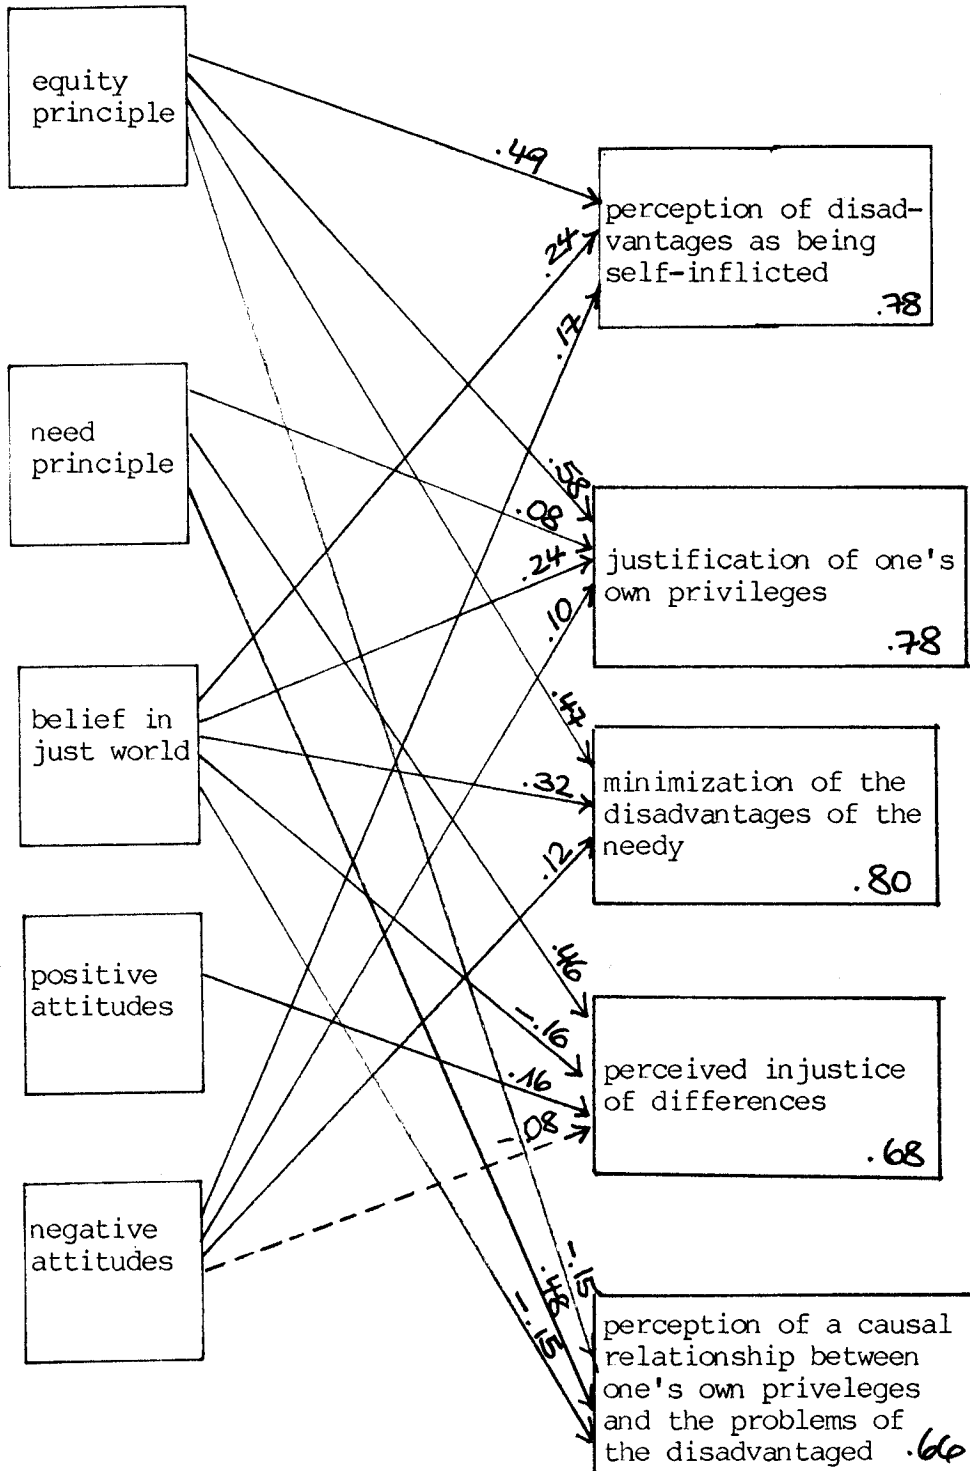 equity
principle
.49
perception of disad-
vantages as being
self-inflicted
.78
.24
.17
need
principle
.58
.08
.24
.10
justification of one's
own privileges
.78
belief in
just world
.47
.32
.12
minimization of the
disadvantages of the
needy
.80
positive
attitudes
.46
-.16
.16
-.08
perceived injustice
of differences
.68
negative
attitudes
-.15
.48
-.15
perception of a causal
relationship between
one's own priveleges
and the problems of
the disadvantaged .66